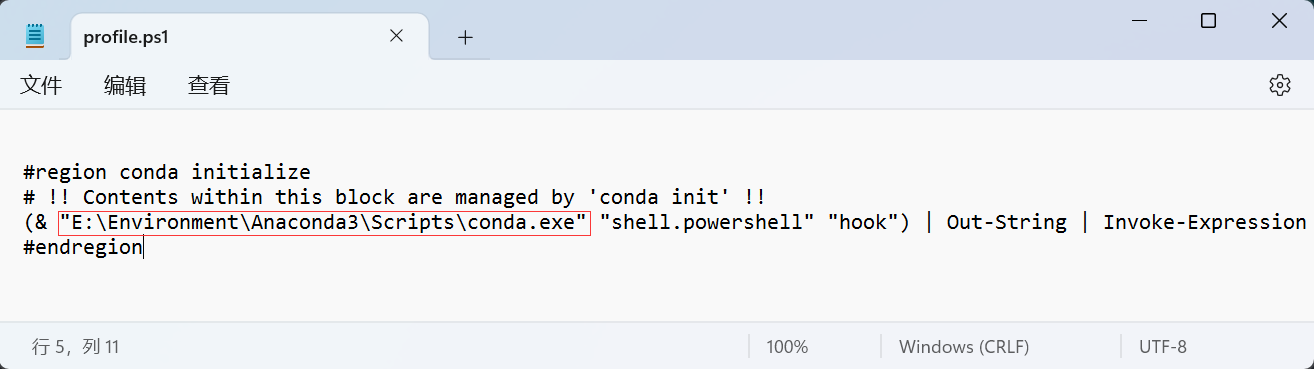 profile.ps1
文件 编辑 查看
#region conda initialize
# !! Contents within this block are managed by 'conda init' !!
(& "E:\Environment\Anaconda3\Scripts\conda.exe" "shell.powershell" "hook") | Out-String | Invoke-Expression
#endregion
行 5，列 11 100% Windows (CRLF) UTF-8